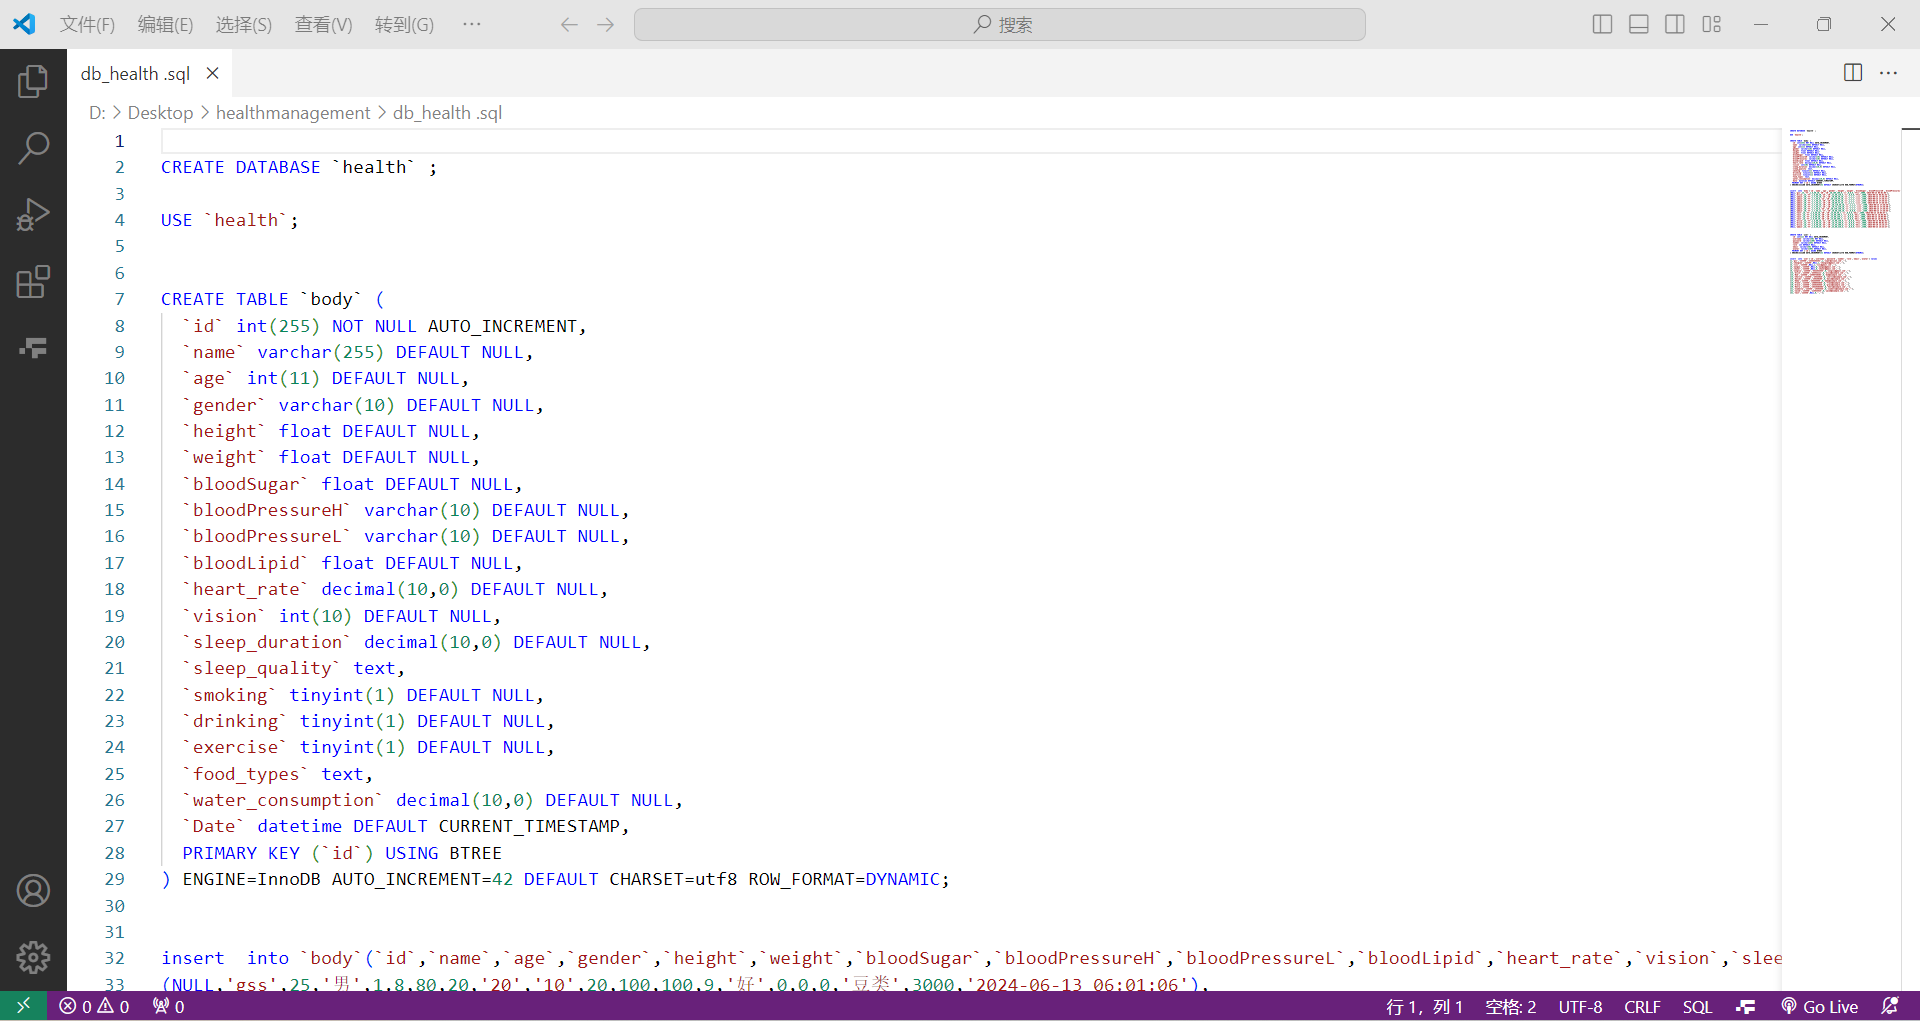 文件(F) 编辑(E) 选择(S) 查看(V) 转到(G) ··· 搜索
db_health .sql
D: > Desktop > healthmanagement > db_health .sql
1
2 CREATE DATABASE `health` ;
3
4 USE `health`;
5
6
7 CREATE TABLE `body` (
8 `id` int(255) NOT NULL AUTO_INCREMENT,
9 `name` varchar(255) DEFAULT NULL,
10 `age` int(11) DEFAULT NULL,
11 `gender` varchar(10) DEFAULT NULL,
12 `height` float DEFAULT NULL,
13 `weight` float DEFAULT NULL,
14 `bloodSugar` float DEFAULT NULL,
15 `bloodPressureH` varchar(10) DEFAULT NULL,
16 `bloodPressureL` varchar(10) DEFAULT NULL,
17 `bloodLipid` float DEFAULT NULL,
18 `heart_rate` decimal(10,0) DEFAULT NULL,
19 `vision` int(10) DEFAULT NULL,
20 `sleep_duration` decimal(10,0) DEFAULT NULL,
21 `sleep_quality` text,
22 `smoking` tinyint(1) DEFAULT NULL,
23 `drinking` tinyint(1) DEFAULT NULL,
24 `exercise` tinyint(1) DEFAULT NULL,
25 `food_types` text,
26 `water_consumption` decimal(10,0) DEFAULT NULL,
27 `Date` datetime DEFAULT CURRENT_TIMESTAMP,
28 PRIMARY KEY (`id`) USING BTREE
29 ) ENGINE=InnoDB AUTO_INCREMENT=42 DEFAULT CHARSET=utf8 ROW_FORMAT=DYNAMIC;
30
31
32 insert  into `body`(`id`,`name`,`age`,`gender`,`height`,`weight`,`bloodSugar`,`bloodPressureH`,`bloodPressureL`,`bloodLipid`,`heart_rate`,`vision`,`slee
33 (NULL,'gss',25,'男',1.8,80,20,'20','10',20,100,100,9,'好',0,0,0,'豆类',3000,'2024-06-13 06:01:06'),
0 0 0 行 1，列 1 空格: 2 UTF-8 CRLF SQL Go Live